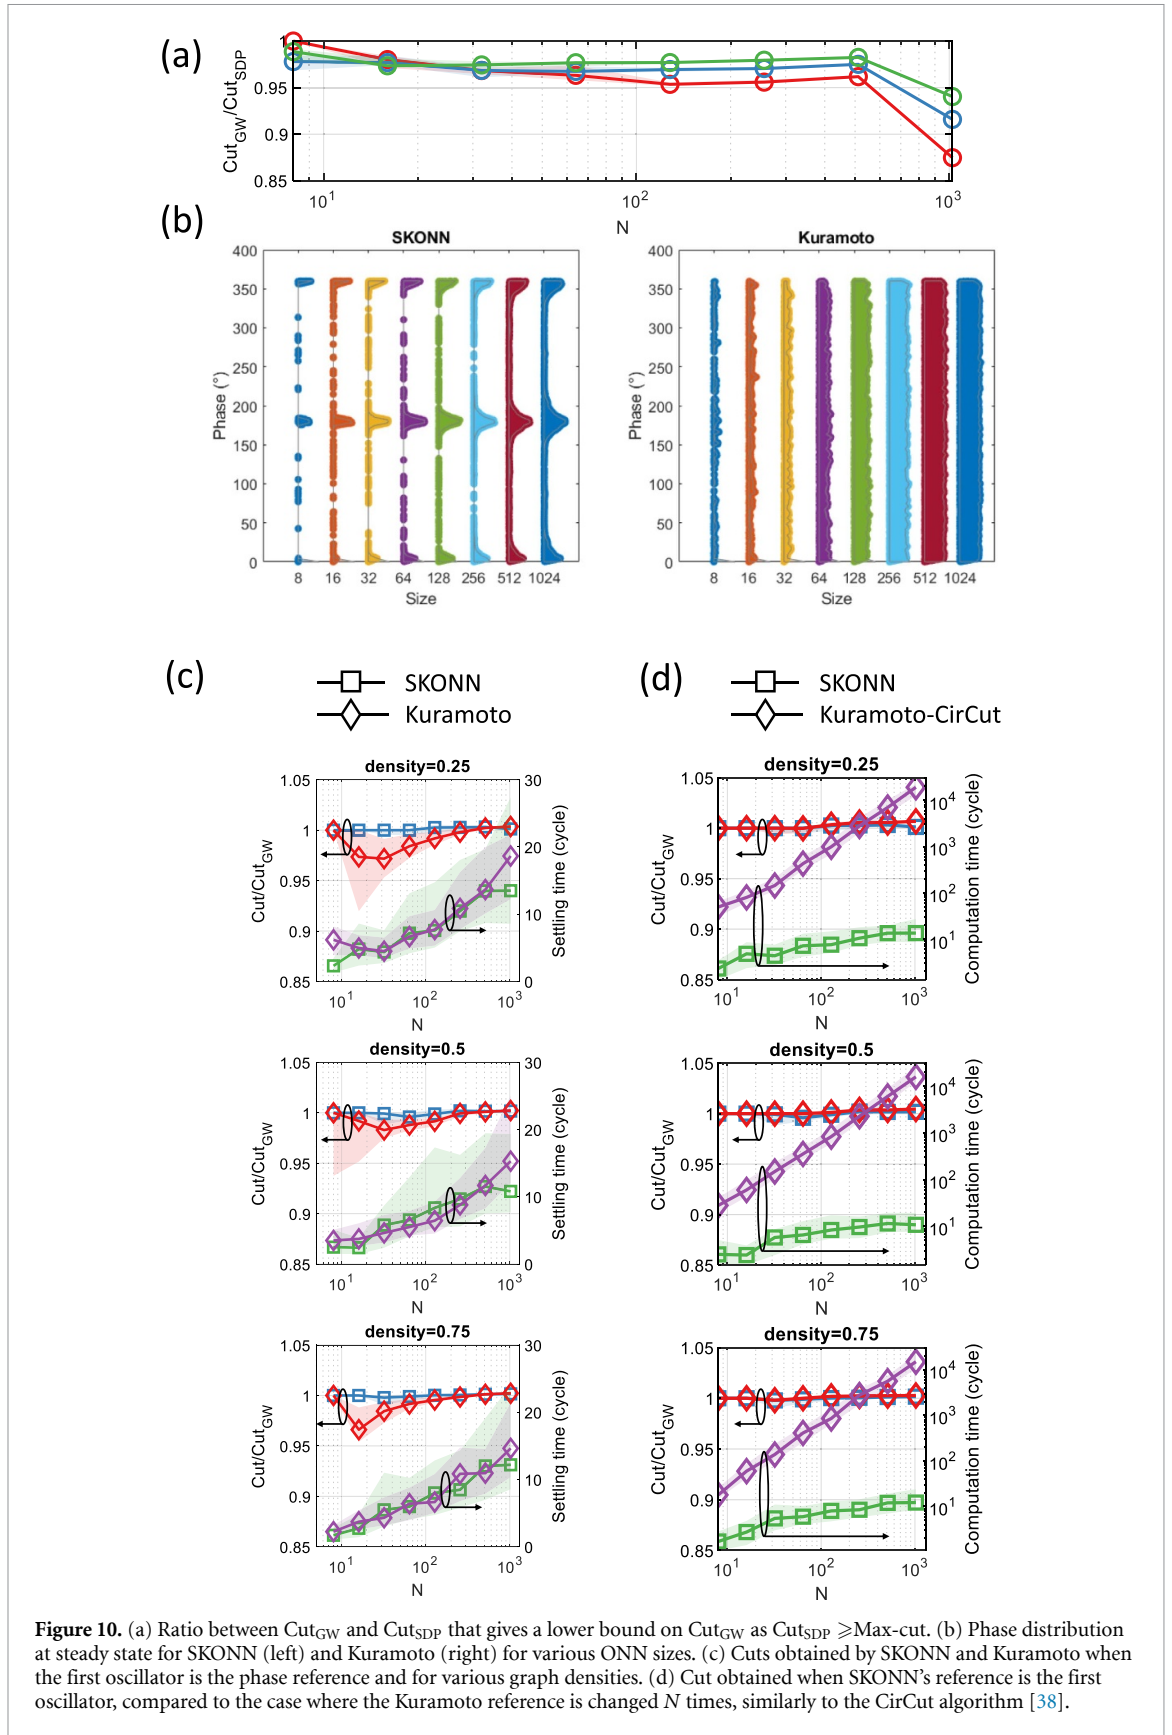 (a)
Cut_GW/Cut_SDP
1
0.95
0.9
0.85
10^1
10^2
10^3
N
(b)
SKONN
Kuramoto
Phase (°)
400
350
300
250
200
150
100
50
0
8 16 32 64 128 256 512 1024
Size
Phase (°)
400
350
300
250
200
150
100
50
0
8 16 32 64 128 256 512 1024
Size
(c)
SKONN
Kuramoto
(d)
SKONN
Kuramoto-CirCut
density=0.25
Cut/Cut_GW
1.05
1
0.95
0.9
0.85
30
20
10
0
Settling time (cycle)
10^1 10^2 10^3
N
density=0.25
Cut/Cut_GW
1.05
1
0.95
0.9
0.85
10^4
10^3
10^2
10^1
Computation time (cycle)
10^1 10^2 10^3
N
density=0.5
Cut/Cut_GW
1.05
1
0.95
0.9
0.85
30
20
10
0
Settling time (cycle)
10^1 10^2 10^3
N
density=0.5
Cut/Cut_GW
1.05
1
0.95
0.9
0.85
10^4
10^3
10^2
10^1
Computation time (cycle)
10^1 10^2 10^3
N
density=0.75
Cut/Cut_GW
1.05
1
0.95
0.9
0.85
30
20
10
0
Settling time (cycle)
10^1 10^2 10^3
N
density=0.75
Cut/Cut_GW
1.05
1
0.95
0.9
0.85
10^4
10^3
10^2
10^1
Computation time (cycle)
10^1 10^2 10^3
N
Figure 10. (a) Ratio between Cut_GW and Cut_SDP that gives a lower bound on Cut_GW as Cut_SDP ⩾Max-cut. (b) Phase distribution
at steady state for SKONN (left) and Kuramoto (right) for various ONN sizes. (c) Cuts obtained by SKONN and Kuramoto when
the first oscillator is the phase reference and for various graph densities. (d) Cut obtained when SKONN's reference is the first
oscillator, compared to the case where the Kuramoto reference is changed N times, similarly to the CirCut algorithm [38].